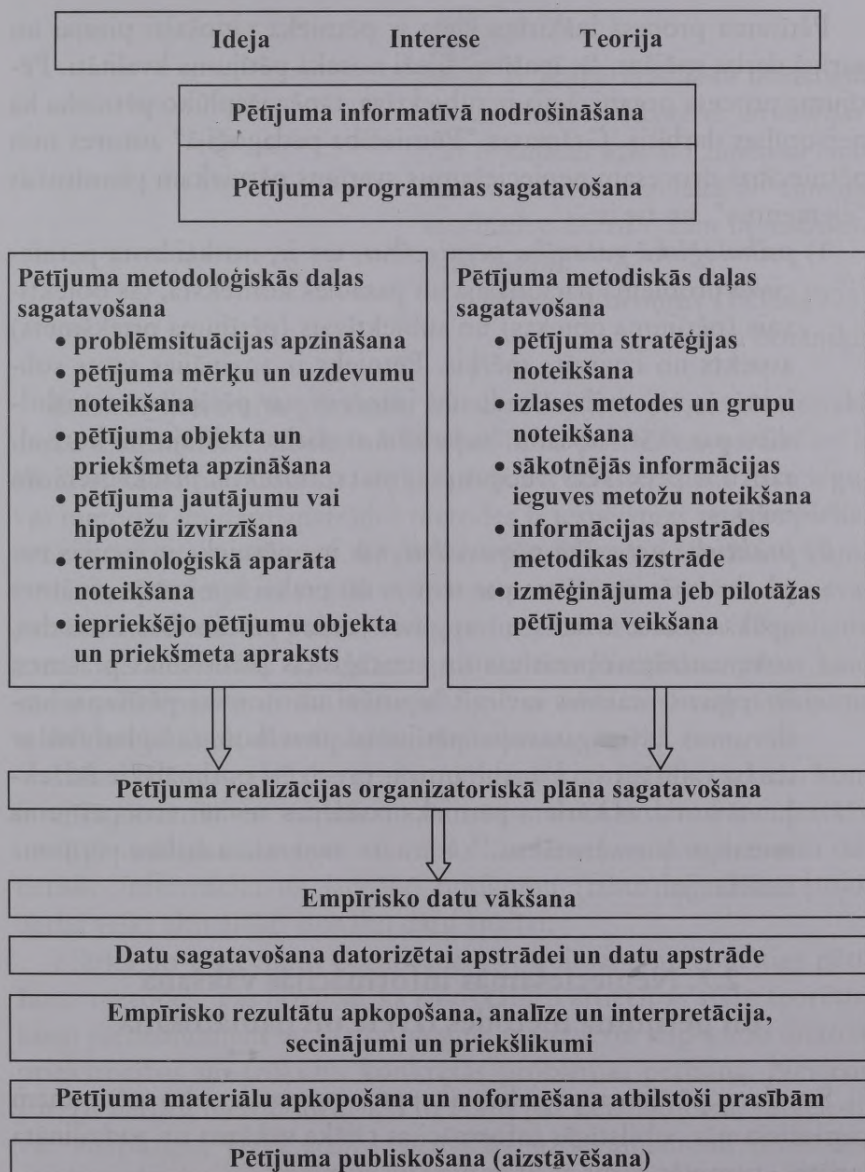 Ideja Interese Teorija
Pētījuma informatīvā nodrošināšana
Pētījuma programmas sagatavošana
Pētījuma metodoloģiskās daļas
sagatavošana
• problēmsituācijas apzināšana
• pētījuma mērķu un uzdevumu
noteikšana
• pētījuma objekta un
priekšmeta apzināšana
• pētījuma jautājumu vai
hipotēžu izvirzīšana
• terminoloģiskā aparāta
noteikšana
• iepriekšējo pētījumu objekta
un priekšmeta apraksts
Pētījuma metodiskās daļas
sagatavošana
• pētījuma stratēģijas
noteikšana
• izlases metodes un grupu
noteikšana
• sākotnējās informācijas
ieguves metožu noteikšana
• informācijas apstrādes
metodikas izstrāde
• izmēģinājuma jeb pilotāžas
pētījuma veikšana
Pētījuma realizācijas organizatoriskā plāna sagatavošana
Empīrisko datu vākšana
Datu sagatavošana datorizētai apstrādei un datu apstrāde
Empīrisko rezultātu apkopošana, analīze un interpretācija,
secinājumi un priekšlikumi
Pētījuma materiālu apkopošana un noformēšana atbilstoši prasībām
Pētījuma publiskošana (aizstāvēšana)